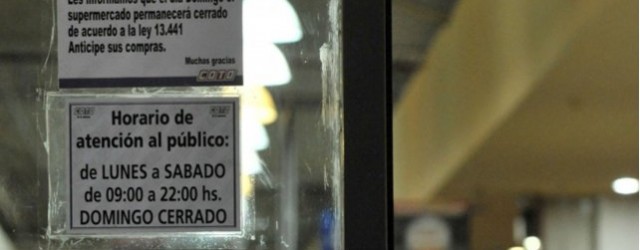 Les informamos que el día Domingo el
supermercado permanecerá cerrado
de acuerdo a la ley 13.441
Anticipe sus compras.
Muchas gracias
COTO
Horario de
atención al público:
de LUNES a SABADO
de 09:00 a 22:00 hs.
DOMINGO CERRADO